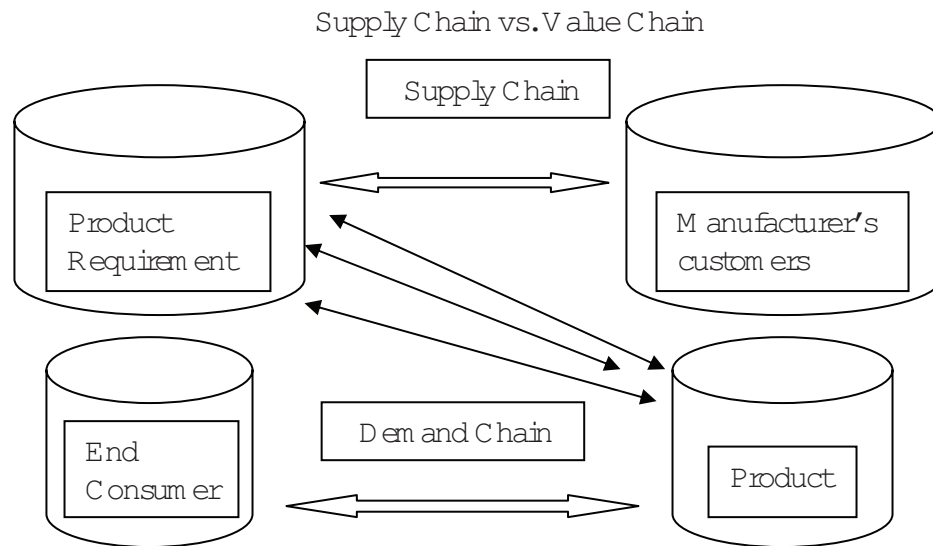 Supply Chain vs. Value Chain
Supply Chain
Product
Requirement
Manufacturer's
customers
Demand Chain
End
Consumer
Product